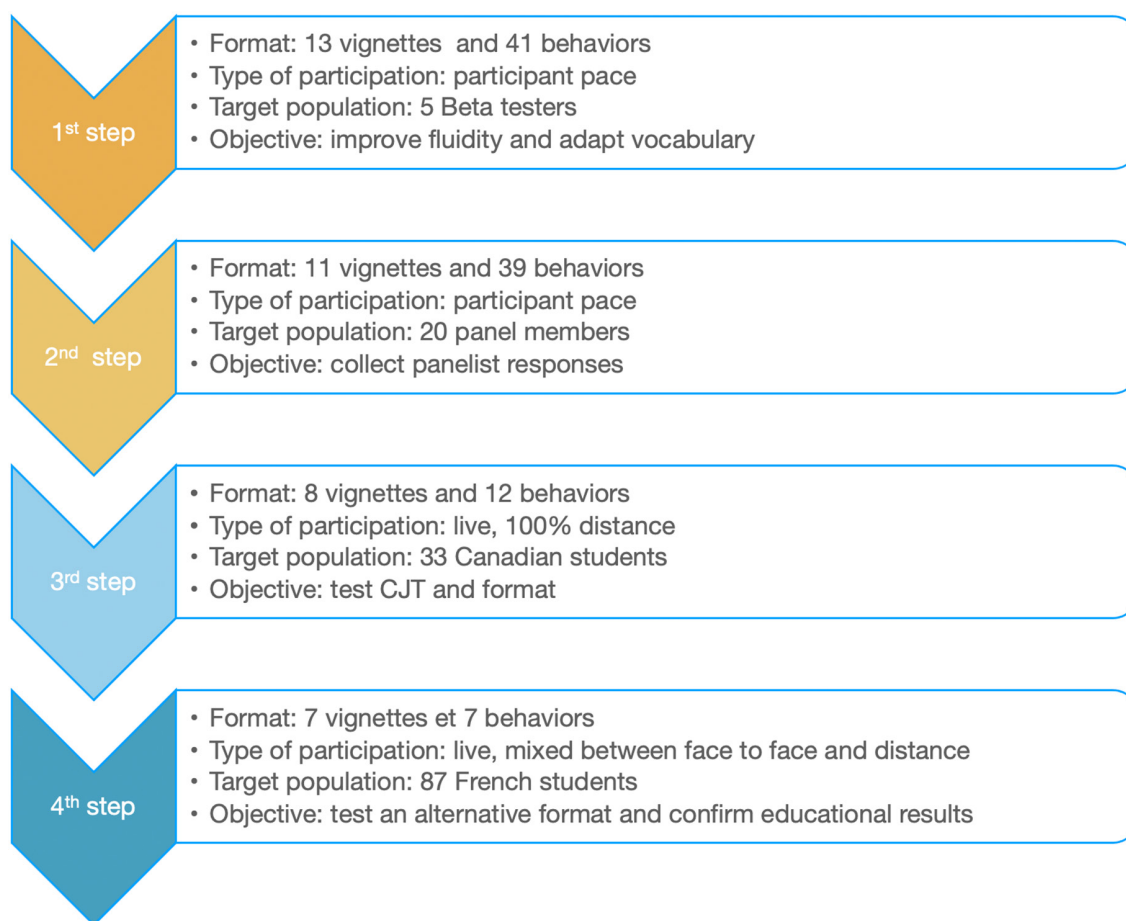 1st step
• Format: 13 vignettes and 41 behaviors
• Type of participation: participant pace
• Target population: 5 Beta testers
• Objective: improve fluidity and adapt vocabulary
2nd step
• Format: 11 vignettes and 39 behaviors
• Type of participation: participant pace
• Target population: 20 panel members
• Objective: collect panelist responses
3rd step
• Format: 8 vignettes and 12 behaviors
• Type of participation: live, 100% distance
• Target population: 33 Canadian students
• Objective: test CJT and format
4th step
• Format: 7 vignettes et 7 behaviors
• Type of participation: live, mixed between face to face and distance
• Target population: 87 French students
• Objective: test an alternative format and confirm educational results